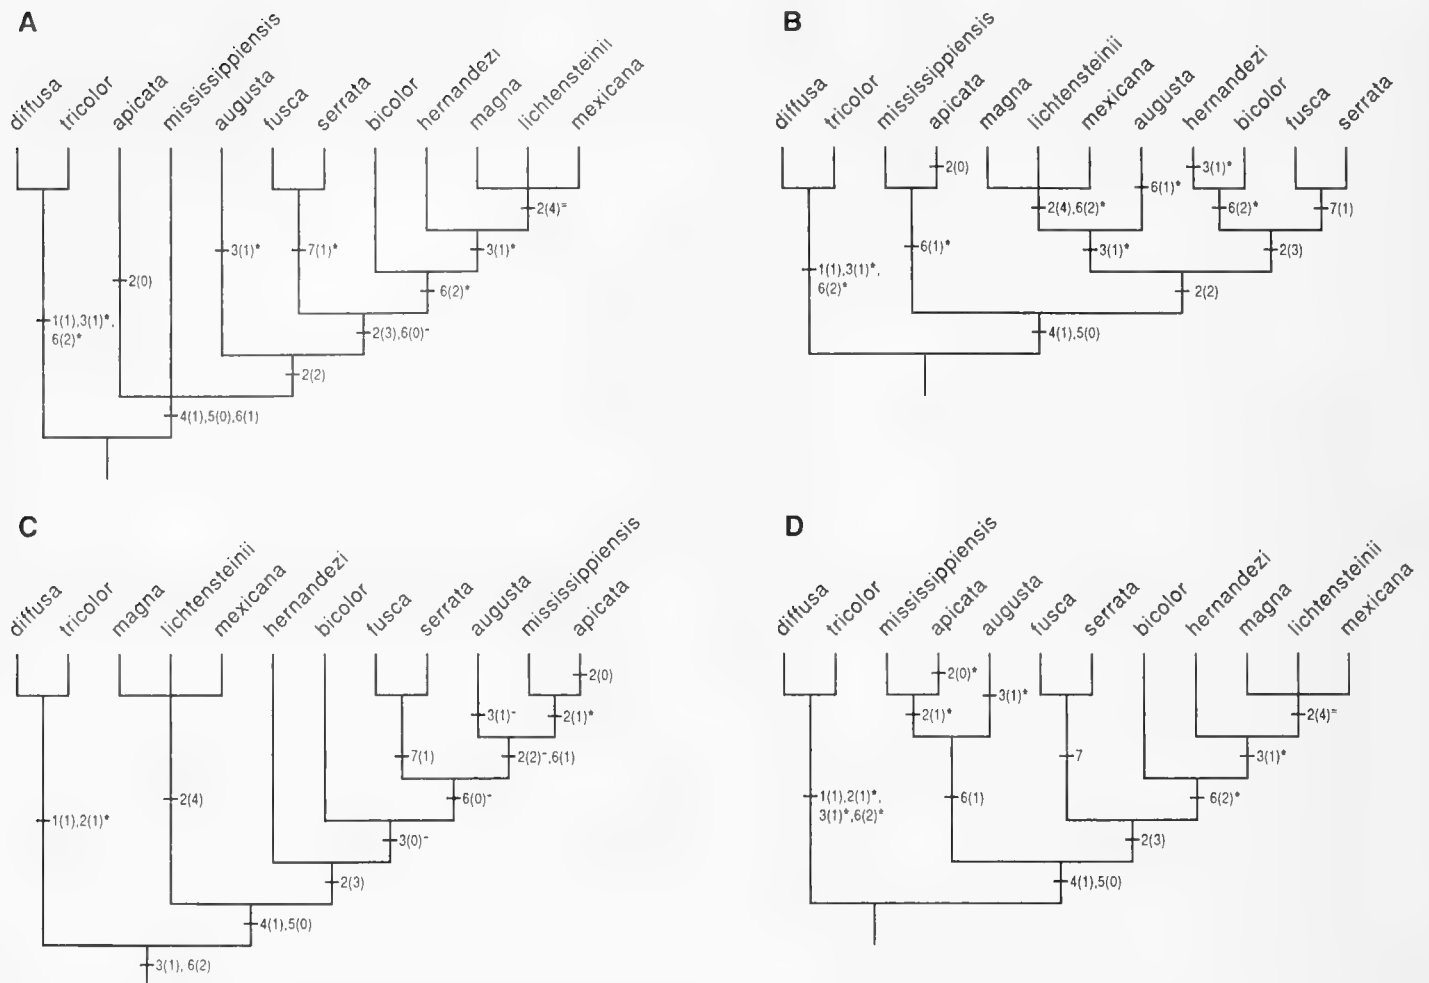 A
diffusa
tricolor
apicata
mississippiensis
augusta
fusca
serrata
bicolor
hernandezi
magna
lichtensteinii
mexicana
2(4)=
3(1)*
7(1)*
3(1)*
2(0)
6(2)*
1(1),3(1)*,
6(2)*
2(3),6(0)-
2(2)
4(1),5(0),6(1)
B
diffusa
tricolor
mississippiensis
apicata
magna
lichtensteinii
mexicana
augusta
hernandezi
bicolor
fusca
serrata
2(0)
3(1)*
6(1)*
2(4),6(2)*
6(2)*
7(1)
6(1)*
3(1)*
2(3)
1(1),3(1)*,
6(2)*
2(2)
4(1),5(0)
C
diffusa
tricolor
magna
lichtensteinii
mexicana
hernandezi
bicolor
fusca
serrata
augusta
mississippiensis
apicata
2(0)
3(1)-
2(1)*
7(1)
2(2)-,6(1)
2(4)
6(0)-
1(1),2(1)*
3(0)-
2(3)
4(1),5(0)
3(1), 6(2)
D
diffusa
tricolor
mississippiensis
apicata
augusta
fusca
serrata
bicolor
hernandezi
magna
lichtensteinii
mexicana
2(0)*
3(1)*
2(1)*
2(4)=
7
3(1)*
1(1),2(1)*,
3(1)*,6(2)*
6(1)
6(2)*
2(3)
4(1),5(0)